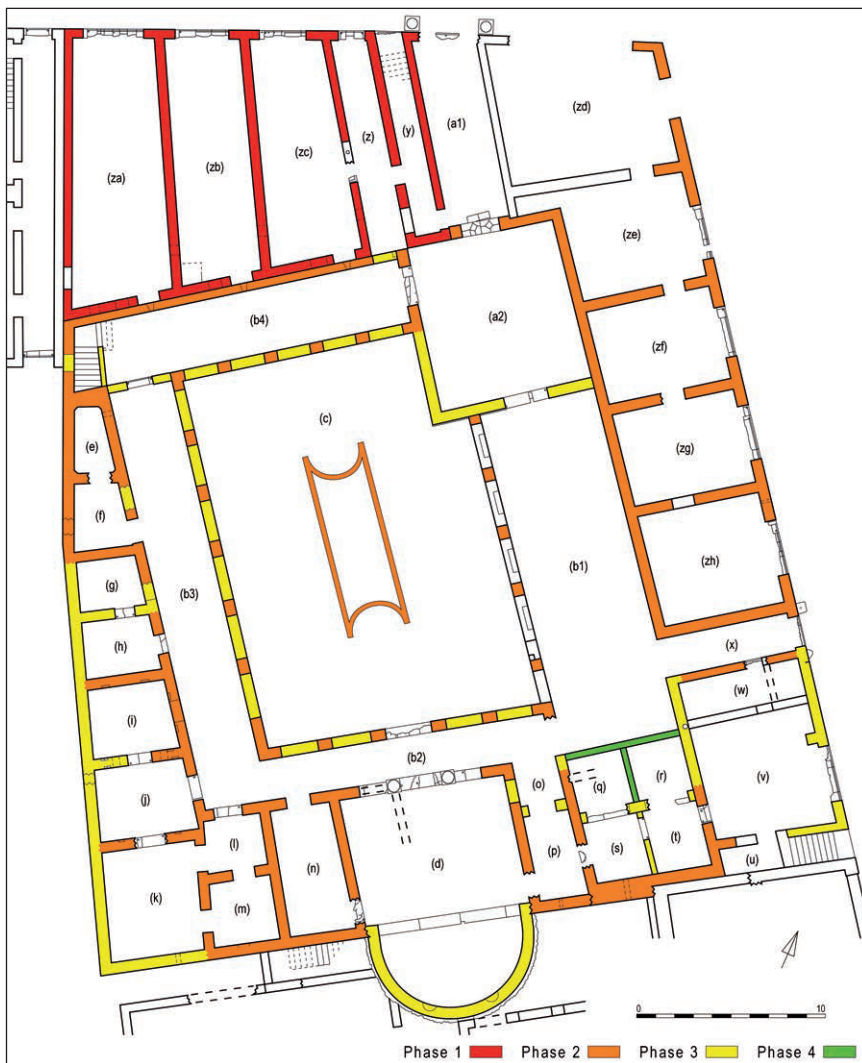 (za) (zb) (zc) (z) (y) (a1) (zd)
(ze)
(b4) (a2) (zf)
(c) (zg)
(e)
(f) (b3) (b1) (zh)
(g)
(h) (x)
(i) (w)
(b2) (j) (o) (q) (r) (v)
(l) (d) (p) (s) (t)
(k) (m) (n) (u)
0 10
Phase 1 Phase 2 Phase 3 Phase 4